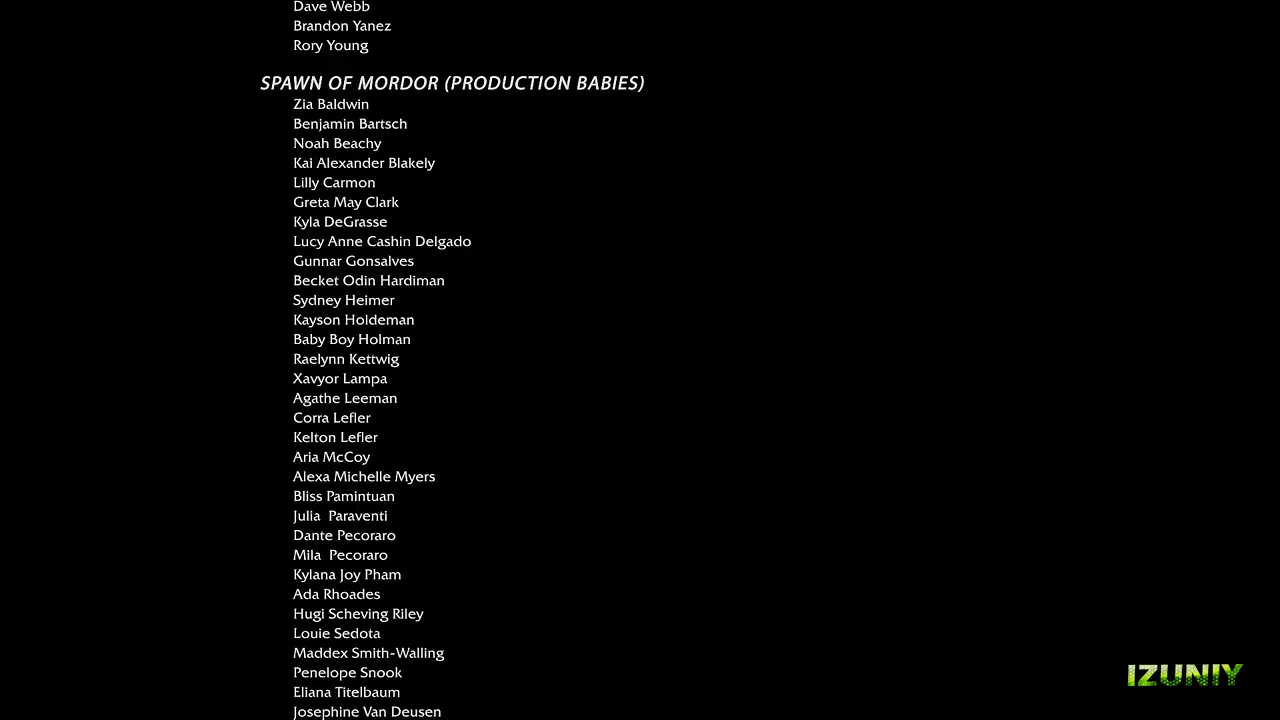 Dave Webb
Brandon Yanez
Rory Young
SPAWN OF MORDOR (PRODUCTION BABIES)
Zia Baldwin
Benjamin Bartsch
Noah Beachy
Kai Alexander Blakely
Lilly Carmon
Greta May Clark
Kyla DeGrasse
Lucy Anne Cashin Delgado
Gunnar Gonsalves
Becket Odin Hardiman
Sydney Heimer
Kayson Holdeman
Baby Boy Holman
Raelynn Kettwig
Xavyor Lampa
Agathe Leeman
Corra Lefler
Kelton Lefler
Aria McCoy
Alexa Michelle Myers
Bliss Pamintuan
Julia  Paraventi
Dante Pecoraro
Mila  Pecoraro
Kylana Joy Pham
Ada Rhoades
Hugi Scheving Riley
Louie Sedota
Maddex Smith-Walling
Penelope Snook
Eliana Titelbaum
Josephine Van Deusen
IZUNIY